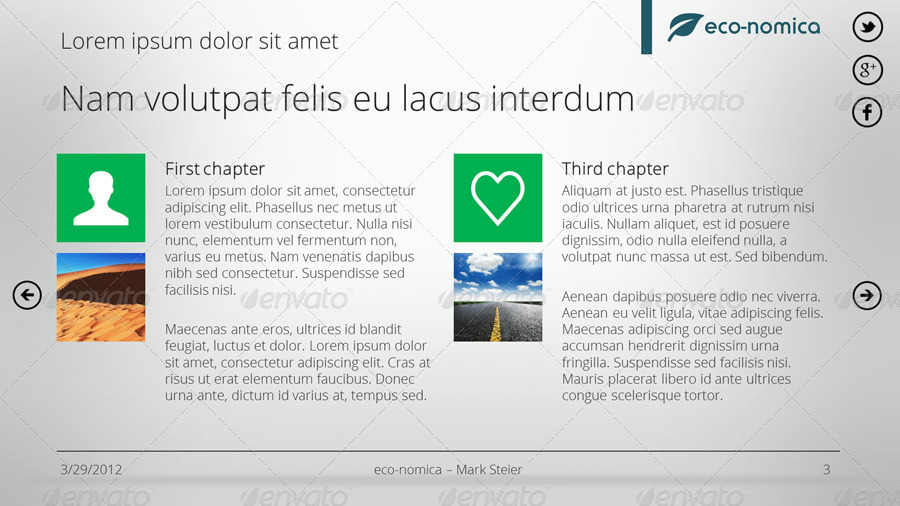 Lorem ipsum dolor sit amet
eco-nomica
Nam volutpat felis eu lacus interdum
First chapter
Lorem ipsum dolor sit amet, consectetur
adipiscing elit. Phasellus nec metus ut
lorem vestibulum consectetur. Nulla nisi
nunc, elementum vel fermentum non,
varius eu metus. Nam venenatis dapibus
nibh sed consectetur. Suspendisse sed
facilisis nisi.
Maecenas ante eros, ultrices id blandit
feugiat, luctus et dolor. Lorem ipsum dolor
sit amet, consectetur adipiscing elit. Cras at
risus ut erat elementum faucibus. Donec
urna ante, dictum id varius at, tempus sed.
Third chapter
Aliquam at justo est. Phasellus tristique
odio ultrices urna pharetra at rutrum nisi
iaculis. Nullam aliquet, est id posuere
dignissim, odio nulla eleifend nulla, a
volutpat nunc massa ut est. Sed bibendum.
Aenean dapibus posuere odio nec viverra.
Aenean eu velit ligula, vitae adipiscing felis.
Maecenas adipiscing orci sed augue
accumsan hendrerit dignissim urna
fringilla. Suspendisse sed facilisis nisi.
Mauris placerat libero id ante ultrices
congue scelerisque tortor.
3/29/2012
eco-nomica – Mark Steier
3
g+
f
envato